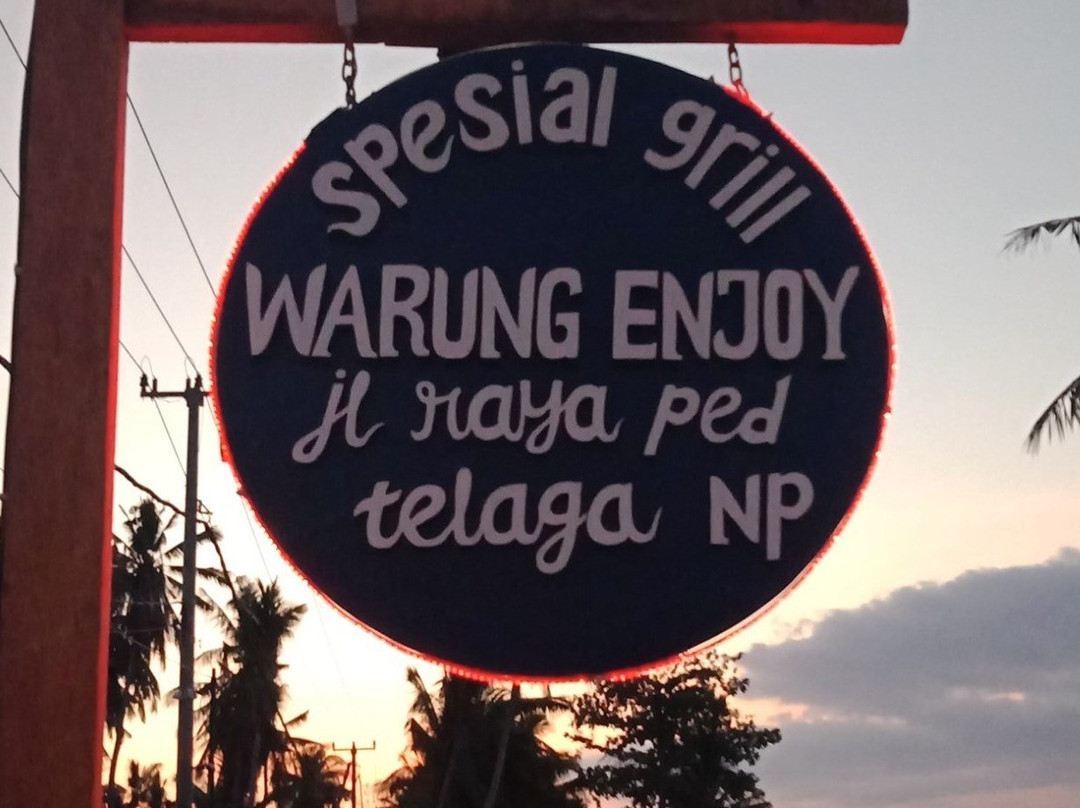 spesial grill
WARUNG ENJOY
jl raya ped
telaga NP